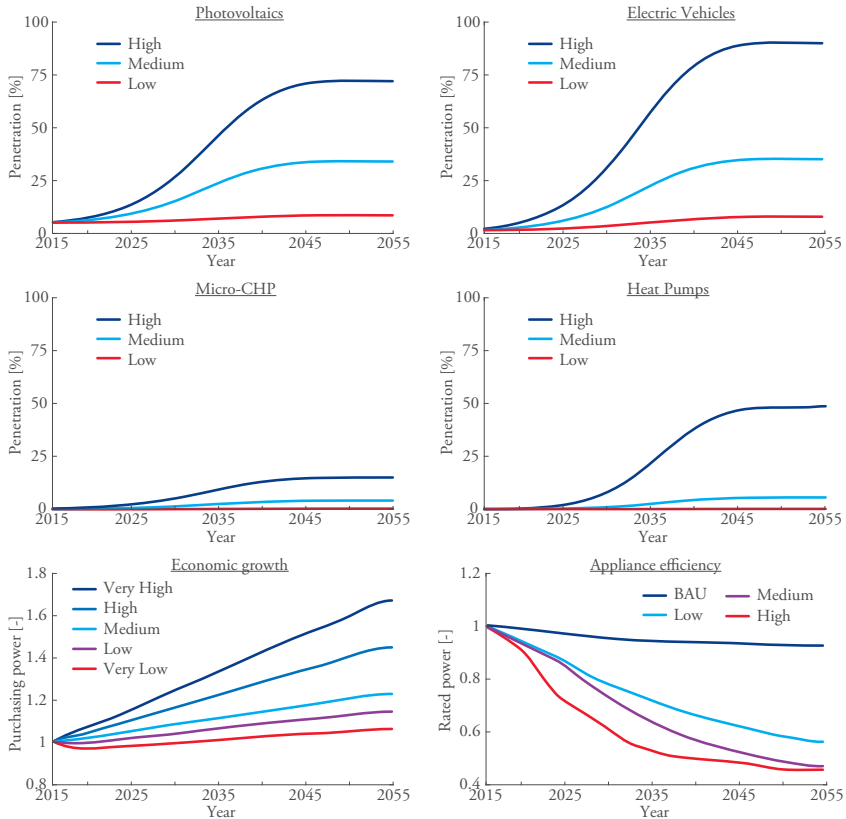 Photovoltaics
100
75
50
25
0
Penetration [%]
High
Medium
Low
2015 2025 2035 2045 2055
Year
Electric Vehicles
100
75
50
25
0
Penetration [%]
High
Medium
Low
2015 2025 2035 2045 2055
Year
Micro-CHP
100
75
50
25
0
Penetration [%]
High
Medium
Low
2015 2025 2035 2045 2055
Year
Heat Pumps
100
75
50
25
0
Penetration [%]
High
Medium
Low
2015 2025 2035 2045 2055
Year
Economic growth
1.8
1.6
1.4
1.2
1
0.8
Purchasing power [-]
Very High
High
Medium
Low
Very Low
2015 2025 2035 2045 2055
Year
Appliance efficiency
1.2
1
0.8
0.6
0.4
Rated power [-]
BAU Medium
Low High
2015 2025 2035 2045 2055
Year